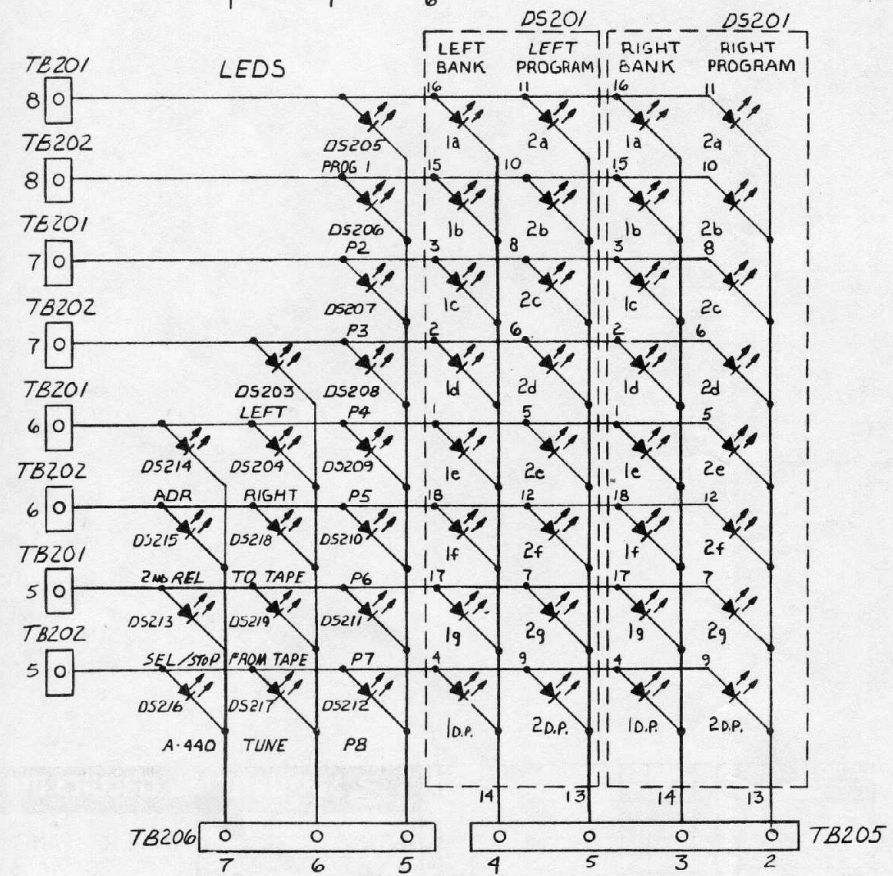 DS201 DS201
LEFT BANK LEFT PROGRAM RIGHT BANK RIGHT PROGRAM
LEDS
TB201
8 16 11 16 11
DS205 1a 2a 1a 2a
TB202
PROG 1
8 15 10 15 10
DS206 1b 2b 1b 2b
TB201
P2
7 3 8 3 8
DS207 1c 2c 1c 2c
TB202
P3
7 2 6 2 6
DS203 DS208 1d 2d 1d 2d
TB201
LEFT P4
6 1 5 1 5
DS214 DS204 DS209 1e 2e 1e 2e
TB202
ADR RIGHT P5
6 18 12 18 12
DS215 DS218 DS210 1f 2f 1f 2f
TB201
2ND REL TO TAPE P6
5 17 7 17 7
DS213 DS219 DS211 1g 2g 1g 2g
TB202
SEL/STOP FROM TAPE P7
5 4 9 4 9
DS216 DS217 DS212 1D.P. 2D.P. 1D.P. 2D.P.
A-440 TUNE P8
14 13 14 13
TB206 TB205
7 6 5 4 5 3 2